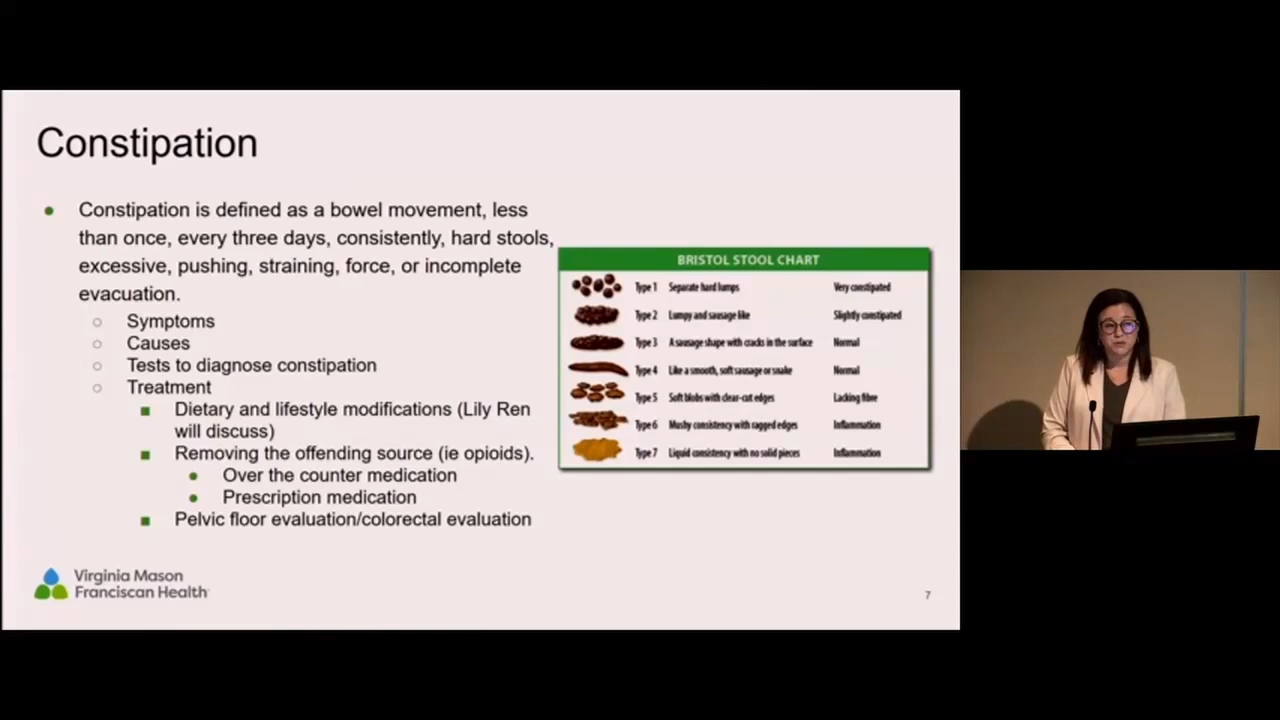 Constipation
Constipation is defined as a bowel movement, less
than once, every three days, consistently, hard stools,
excessive, pushing, straining, force, or incomplete
evacuation.
Symptoms
Causes
Tests to diagnose constipation
Treatment
Dietary and lifestyle modifications (Lily Ren
will discuss)
Removing the offending source (ie opioids).
Over the counter medication
Prescription medication
Pelvic floor evaluation/colorectal evaluation
BRISTOL STOOL CHART
Type 1 Separate hard lumps Very constipated
Type 2 Lumpy and sausage like Slightly constipated
Type 3 A sausage shape with cracks in the surface Normal
Type 4 Like a smooth, soft sausage or snake Normal
Type 5 Soft blobs with clear-cut edges Lacking fibre
Type 6 Mushy consistency with ragged edges Inflammation
Type 7 Liquid consistency with no solid pieces Inflammation
Virginia Mason
Franciscan Health
7